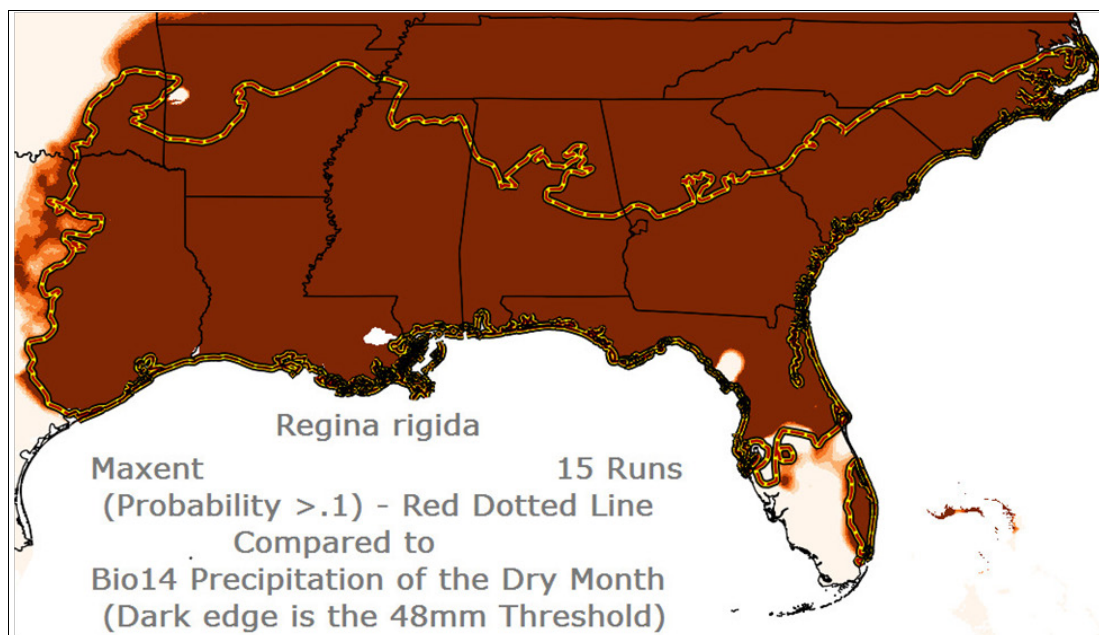 Regina rigida
Maxent 15 Runs
(Probability >.1) - Red Dotted Line
Compared to
Bio14 Precipitation of the Dry Month
(Dark edge is the 48mm Threshold)